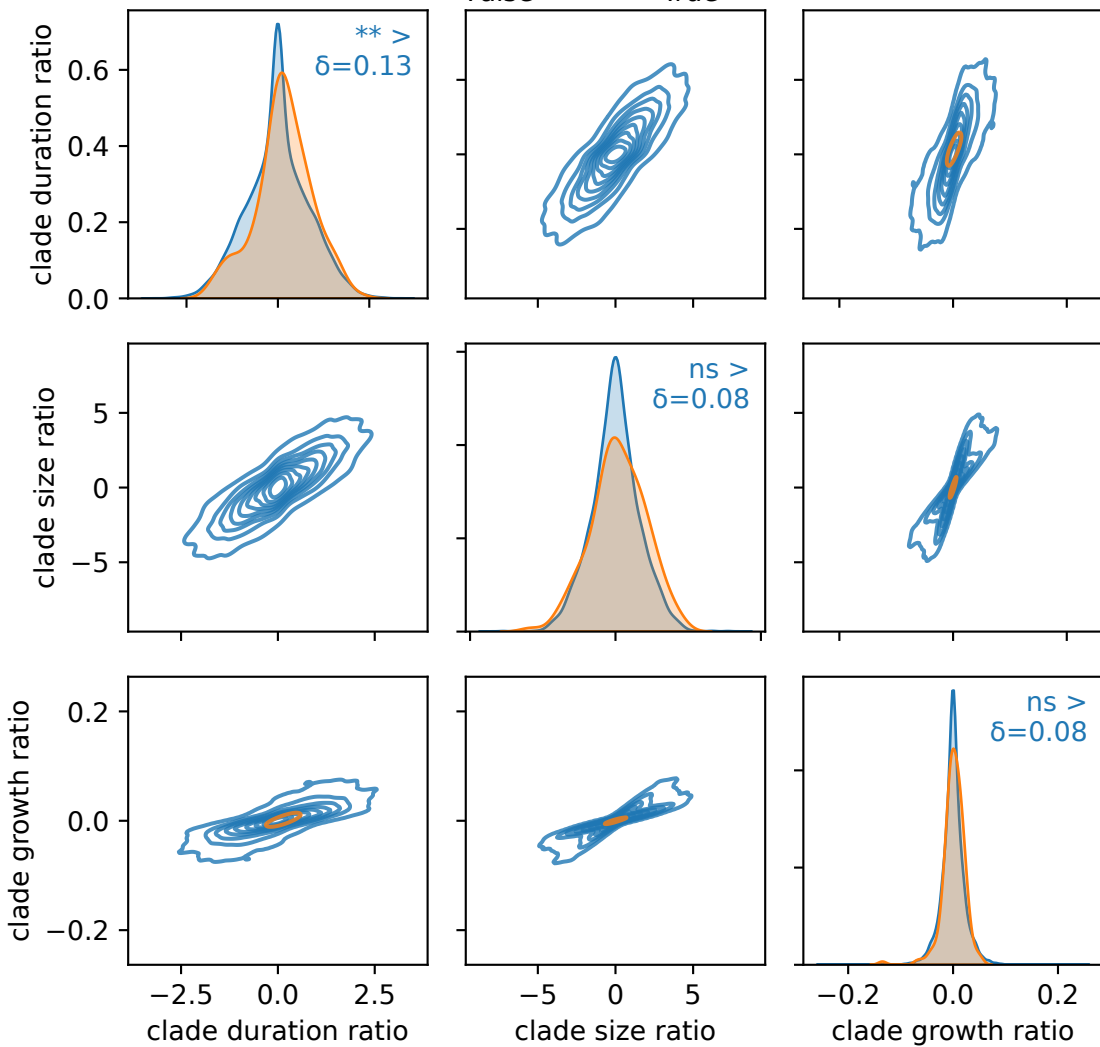 ** >
δ=0.13
clade duration ratio
0.6
0.4
0.2
0.0
ns >
δ=0.08
clade size ratio
5
0
−5
ns >
δ=0.08
clade growth ratio
0.2
0.0
−0.2
−2.5 0.0 2.5 −5 0 5 −0.2 0.0 0.2
clade duration ratio clade size ratio clade growth ratio